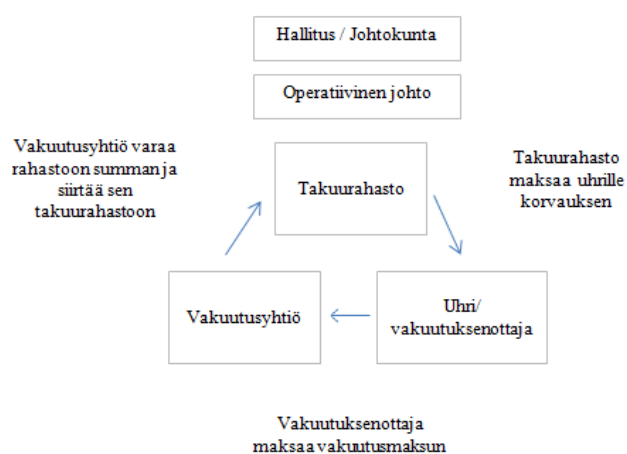 Hallitus / Johtokunta
Operatiivinen johto
Vakuutusyhtiö varaa
rahastoon summan ja
siirtää sen
takuurahastoon
Takuurahasto
Takuurahasto
maksaa uhrille
korvauksen
Vakuutusyhtiö
Uhri/
vakuutuksenottaja
Vakuutuksenottaja
maksaa vakuutusmaksun